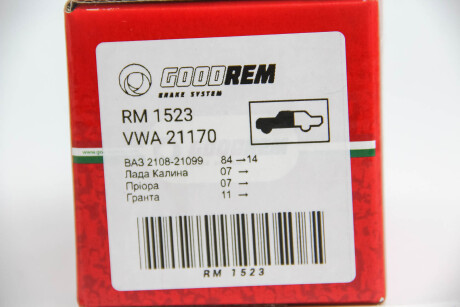 GOODREM
BRAKE SYSTEM
RM 1523
VWA 21170
ВАЗ 2108-21099 84 →14
Лада Калина 07 →
Пріора 07 →
Гранта 11 →
RM 1523